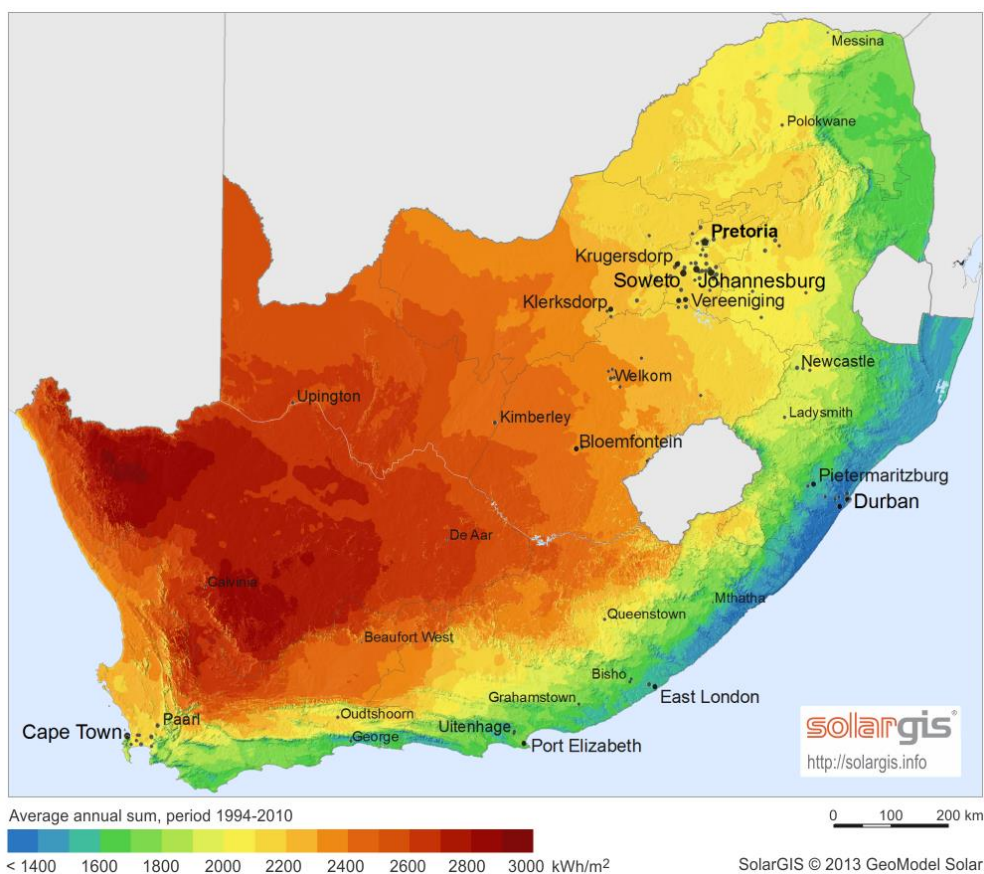 Messina
Polokwane
Pretoria
Krugersdorp
Soweto
Johannesburg
Klerksdorp
Vereeniging
Newcastle
Welkom
Upington
Kimberley
Ladysmith
Bloemfontein
Pietermaritzburg
Durban
De Aar
Calvinia
Mthatha
Queenstown
Beaufort West
Bisho
Grahamstown
East London
Oudtshoorn
Paarl
Cape Town
George
Uitenhage
Port Elizabeth
solargis®
http://solargis.info
Average annual sum, period 1994-2010
0 100 200 km
< 1400 1600 1800 2000 2200 2400 2600 2800 3000 kWh/m²
SolarGIS © 2013 GeoModel Solar